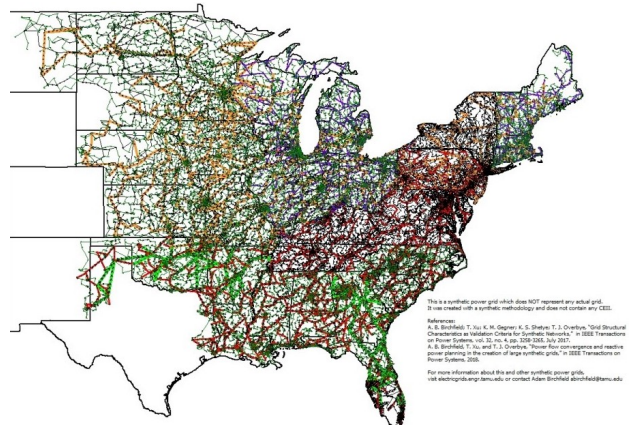 This is a synthetic power grid which does NOT represent any actual grid.
It was created with a synthetic methodology and does not contain any CEII.
References:
A. B. Birchfield; T. Xu; K. M. Gegner; K. S. Shetye; T. J. Overbye, "Grid Structural
Characteristics as Validation Criteria for Synthetic Networks," in IEEE Transactions
on Power Systems, vol. 32, no. 4, pp. 3258-3265, July 2017.
A. B. Birchfield; T. Xu, and T. J. Overbye, "Power flow convergence and reactive
power planning in the creation of large synthetic grids," in IEEE Transactions on
Power Systems, 2018.
For more information about this and other synthetic power grids,
visit electricgrids.engr.tamu.edu or contact Adam Birchfield abirchfield@tamu.edu